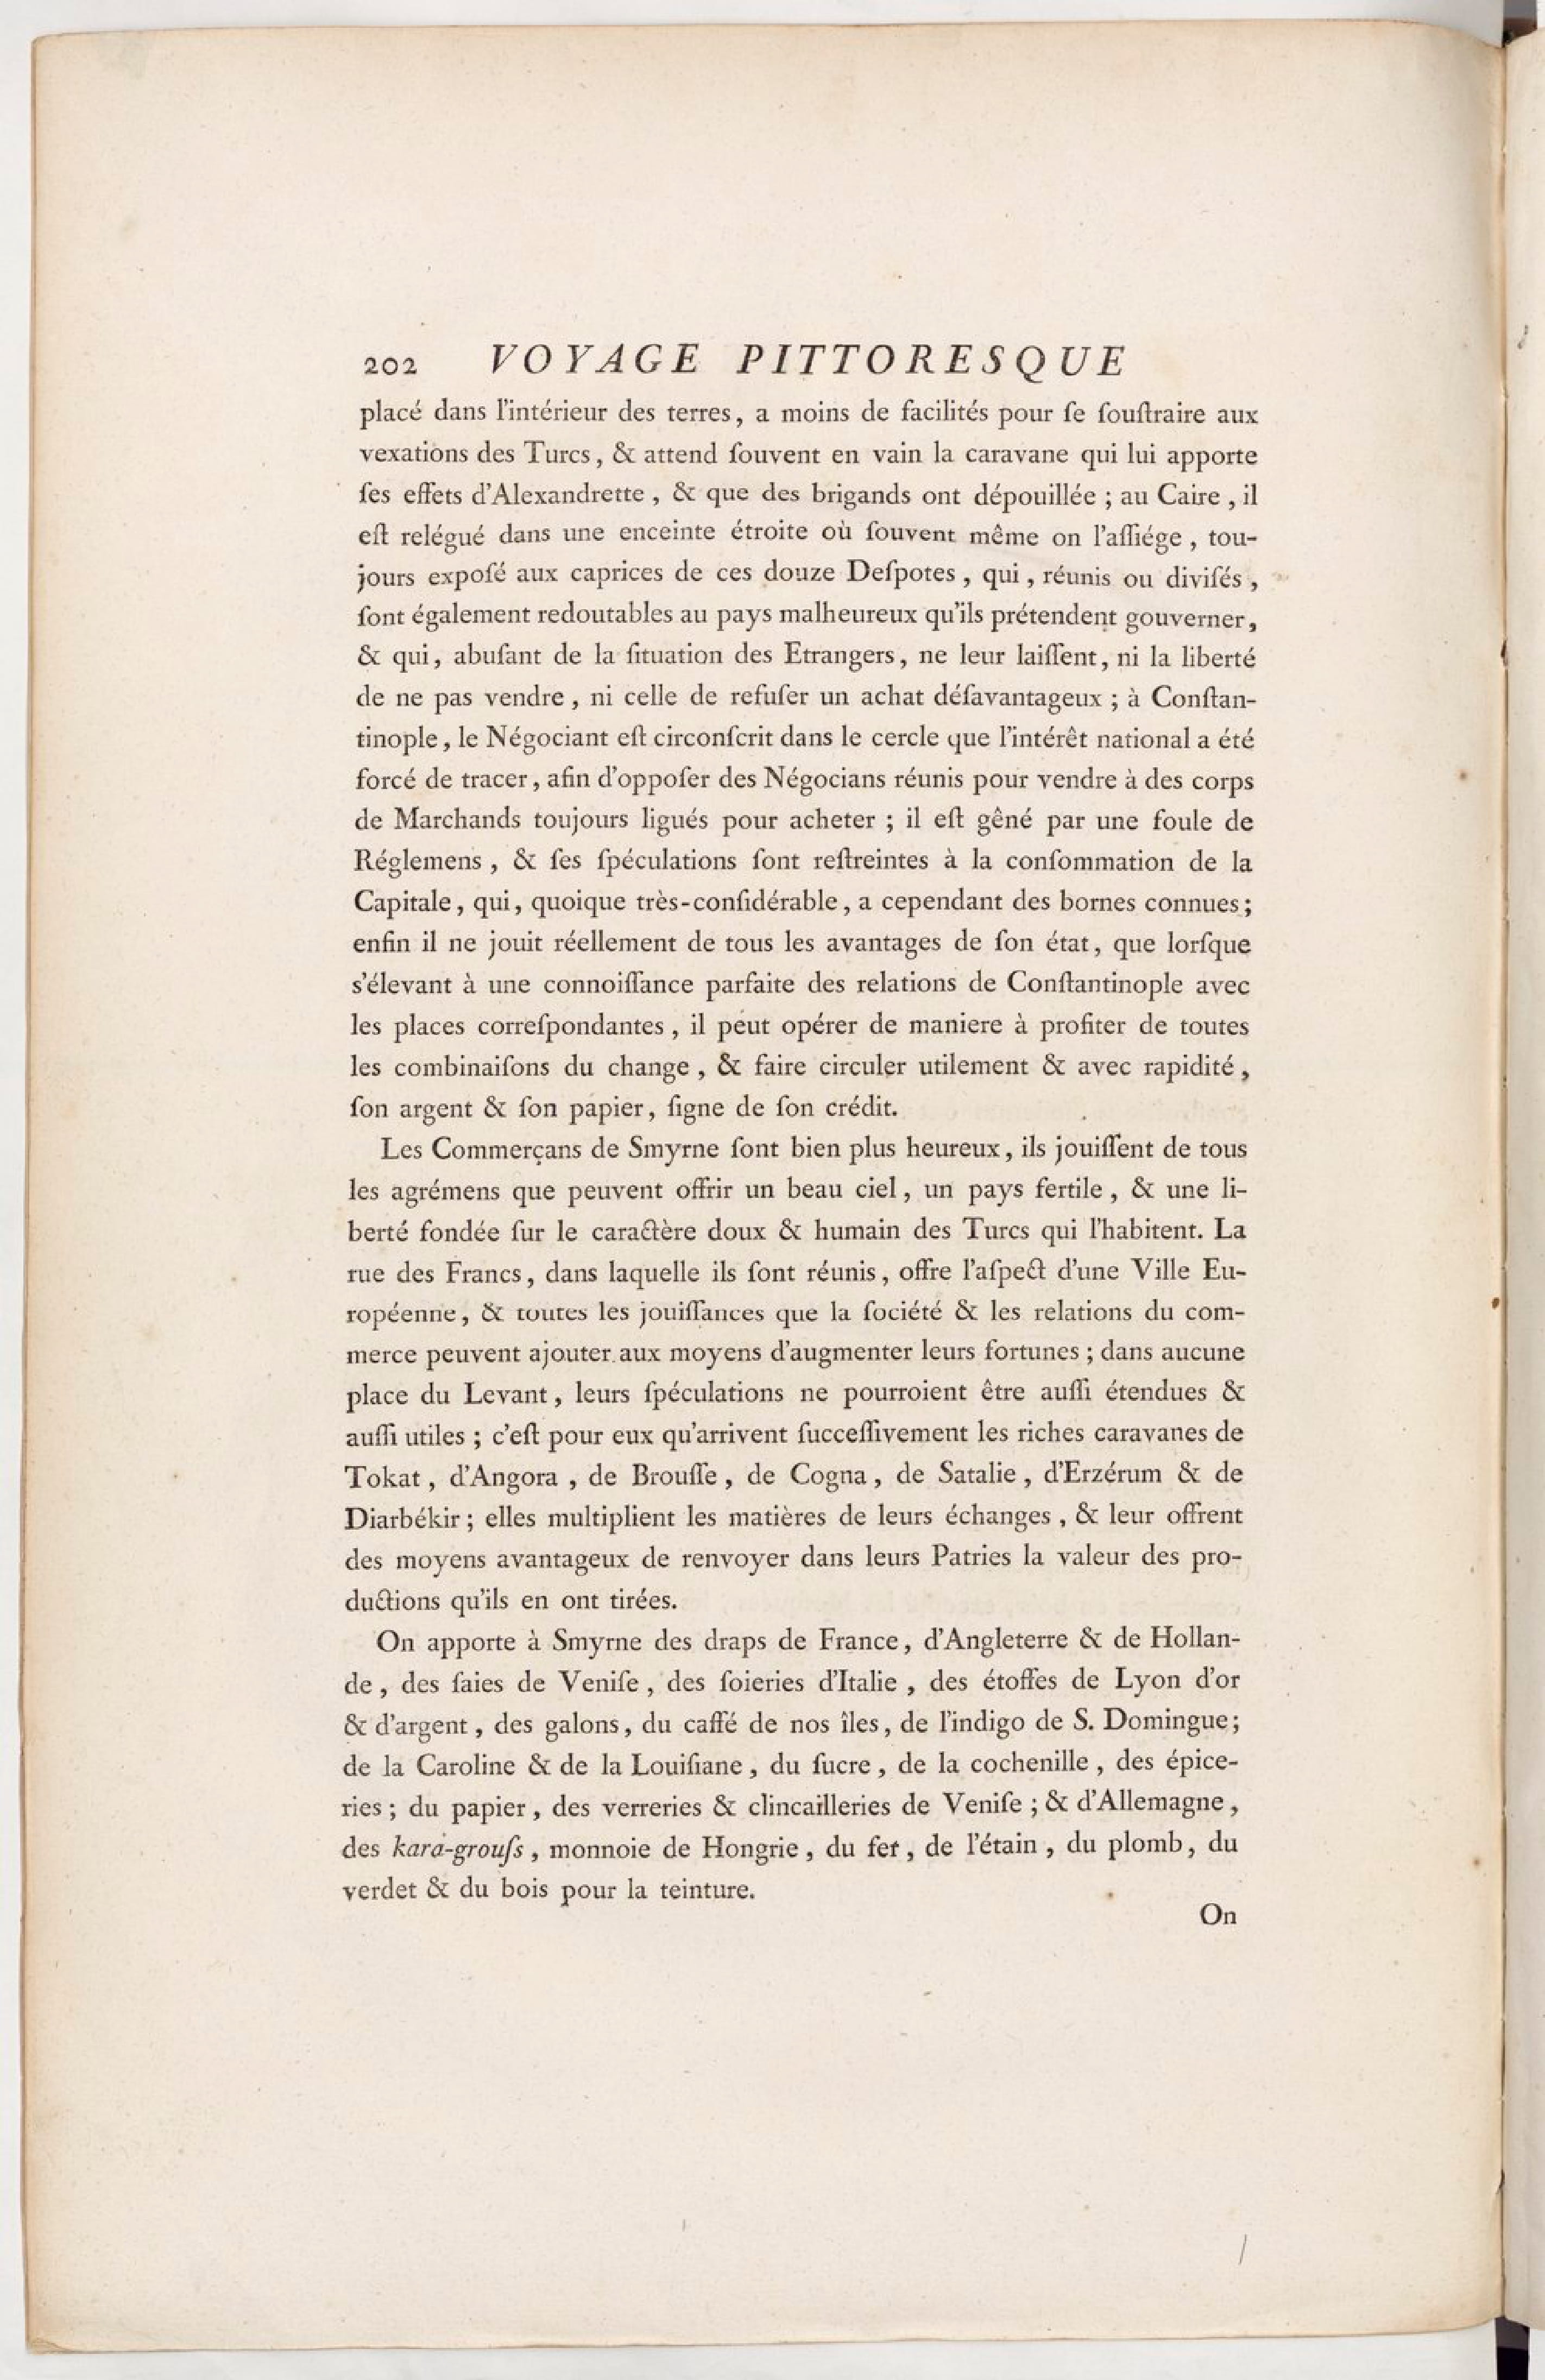 202 VOYAGE PITTORESQUE
placé dans l'intérieur des terres, a moins de facilités pour ſe ſouſtraire aux
vexations des Turcs, & attend ſouvent en vain la caravane qui lui apporte
ſes effets d'Alexandrette, & que des brigands ont dépouillée ; au Caire, il
eſt relégué dans une enceinte étroite où ſouvent même on l'aſſiége, tou-
jours expoſé aux caprices de ces douze Deſpotes, qui, réunis ou diviſés,
ſont également redoutables au pays malheureux qu'ils prétendent gouverner,
& qui, abuſant de la ſituation des Etrangers, ne leur laiſſent, ni la liberté
de ne pas vendre, ni celle de refuſer un achat déſavantageux ; à Conſtan-
tinople, le Négociant eſt circonſcrit dans le cercle que l'intérêt national a été
forcé de tracer, afin d'oppoſer des Négocians réunis pour vendre à des corps
de Marchands toujours ligués pour acheter ; il eſt gêné par une foule de
Réglemens, & ſes ſpéculations ſont reſtreintes à la conſommation de la
Capitale, qui, quoique très-conſidérable, a cependant des bornes connues ;
enfin il ne jouit réellement de tous les avantages de ſon état, que lorſque
s'élevant à une connoiſſance parfaite des relations de Conſtantinople avec
les places correſpondantes, il peut opérer de maniere à profiter de toutes
les combinaiſons du change, & faire circuler utilement & avec rapidité,
ſon argent & ſon papier, ſigne de ſon crédit.
Les Commerçans de Smyrne ſont bien plus heureux, ils jouiſſent de tous
les agrémens que peuvent offrir un beau ciel, un pays fertile, & une li-
berté fondée ſur le caractère doux & humain des Turcs qui l'habitent. La
rue des Francs, dans laquelle ils ſont réunis, offre l'aſpect d'une Ville Eu-
ropéenne, & toutes les jouiſſances que la ſociété & les relations du com-
merce peuvent ajouter aux moyens d'augmenter leurs fortunes ; dans aucune
place du Levant, leurs ſpéculations ne pourroient être auſſi étendues &
auſſi utiles ; c'eſt pour eux qu'arrivent ſucceſſivement les riches caravanes de
Tokat, d'Angora, de Brouſſe, de Cogna, de Satalie, d'Erzérum & de
Diarbékir ; elles multiplient les matières de leurs échanges, & leur offrent
des moyens avantageux de renvoyer dans leurs Patries la valeur des pro-
ductions qu'ils en ont tirées.
On apporte à Smyrne des draps de France, d'Angleterre & de Hollan-
de, des ſaies de Veniſe, des ſoieries d'Italie, des étoffes de Lyon d'or
& d'argent, des galons, du caffé de nos îles, de l'indigo de S. Domingue ;
de la Caroline & de la Louiſiane, du ſucre, de la cochenille, des épice-
ries ; du papier, des verreries & clincailleries de Veniſe ; & d'Allemagne,
des kara-grouſs, monnoie de Hongrie, du fer, de l'étain, du plomb, du
verdet & du bois pour la teinture.
On